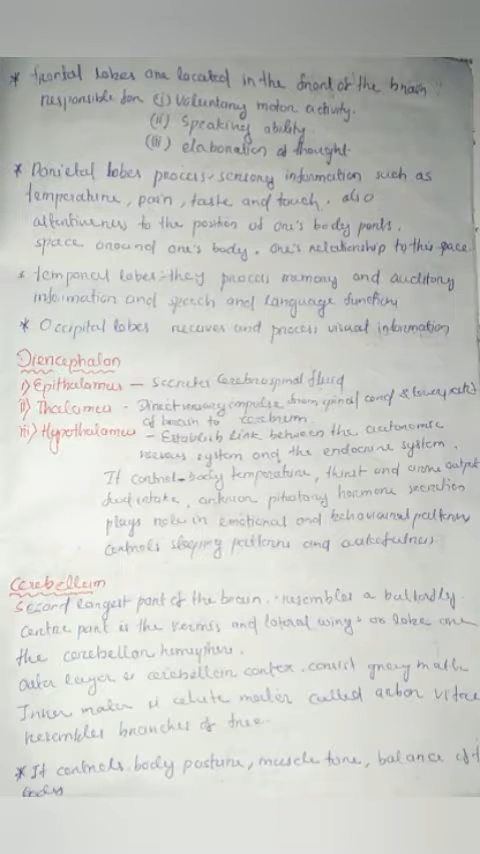 * frontal lobes are located in the front of the brain
responsible for (i) Voluntary motor activity.
(ii) Speaking ability
(iii) elaboration of thought
* Parietal lobes process sensory information such as
temperature, pain, taste and touch. also
attentiveness to the position of one's body parts,
space around one's body. one's relationship to this pace
* temporal lobes:- they process memory and auditory
information and speech and language functions
* Occipital lobes receives and process visual information
Diencephalon
i) Epithalamus — Secretes Cerebrospinal fluid
ii) Thalamus - Direct sensory impulse from spinal cord & lower parts
of brain to cerebrum
iii) Hypothalamus - Establish link between the autonomic
nervous system and the endocrine system.
It control-body temperature, thirst and urine output
food intake, anterior pituitary hormone secretion
plays role in emotional and behavioural patterns
controls sleeping patterns and
Cerebellum
Second largest part of the brain. resembles a butterfly.
Centre part is the vermis and lateral wings or lobe are
the cerebellar hemisphere.
Outer layer is cerebellum cortex. consist grey
Inner matter is white matter called arbor vitae
resembles branches of tree.
* It controls body posture, muscle tone, balance of
body